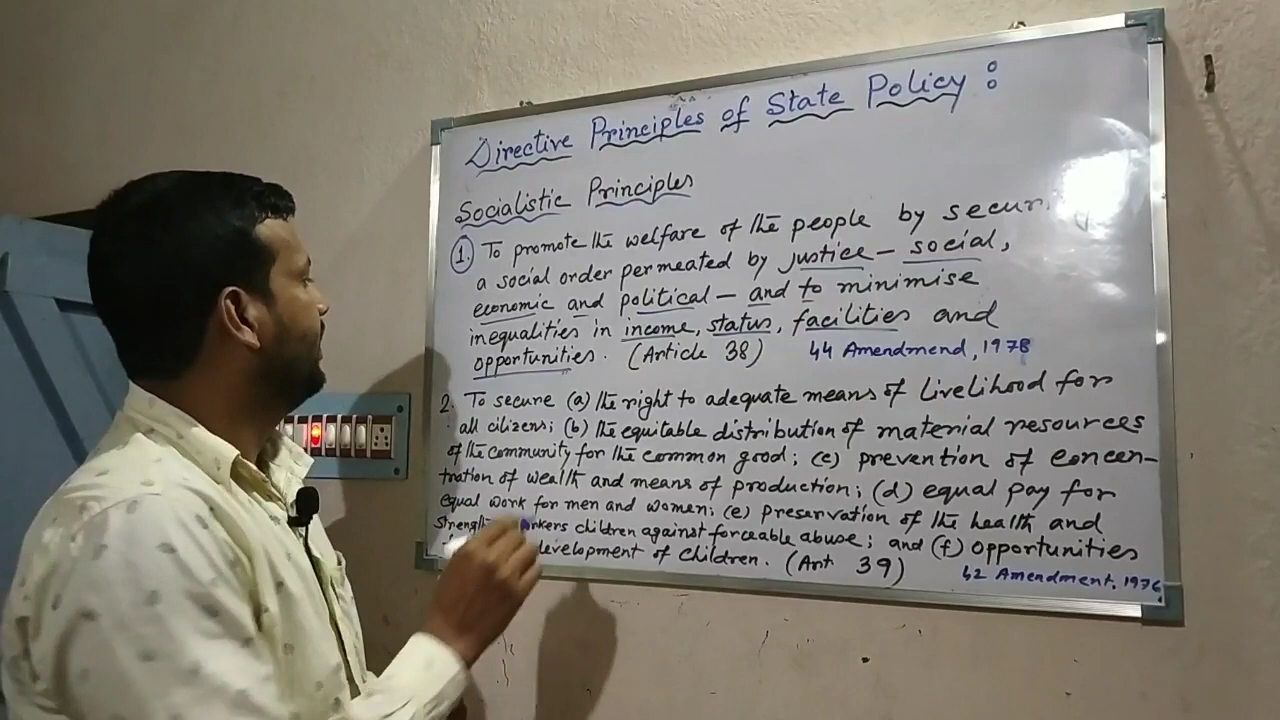 Directive Principles of State Policy :
Socialistic Principles
1. To promote the welfare of the people by
a social order permeated by justice - social,
economic and political - and to minimise
inequalities in income, status, facilities and
opportunities. (Article 38) 44 Amendmend, 1978
2. To secure (a) the right to adequate means of livelihood for
all citizens; (b) the equitable distribution of material resources
of the community for the common good; (c) prevention of concen-
tration of wealth and means of production; (d) equal pay for
equal work for men and women; (e) preservation of the health and
children against forceable abuse; and (f) opportunities
development of children. (Art 39) 42 Amendment, 1976